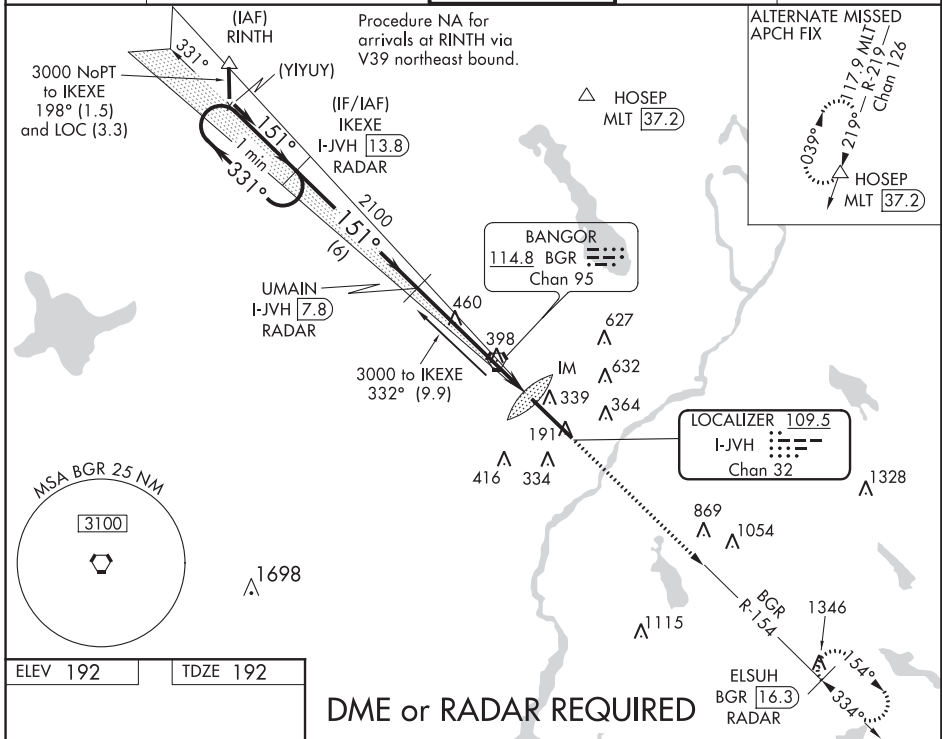 (IAF)
RINTH
Procedure NA for
arrivals at RINTH via
V39 northeast bound.
3000 NoPT
to IKEXE
198° (1.5)
and LOC (3.3)
331°
(YIYUY)
(IF/IAF)
IKEXE
I-JVH 13.8
RADAR
151°
1 min
331°
HOSEP
MLT 37.2
ALTERNATE MISSED
APCH FIX
117.9 MLT
R-219
Chan 126
039°
219°
HOSEP
MLT 37.2
2100
151°
(6)
BANGOR
114.8 BGR
Chan 95
UMAIN
I-JVH 7.8
RADAR
460
398
627
IM
632
3000 to IKEXE
332° (9.9)
339
364
191
416
334
LOCALIZER 109.5
I-JVH
Chan 32
1328
MSA BGR 25 NM
3100
869
1054
1698
BGR
R-154
1346
1115
154°
334°
ELSUH
BGR 16.3
RADAR
ELEV 192
TDZE 192
DME or RADAR REQUIRED